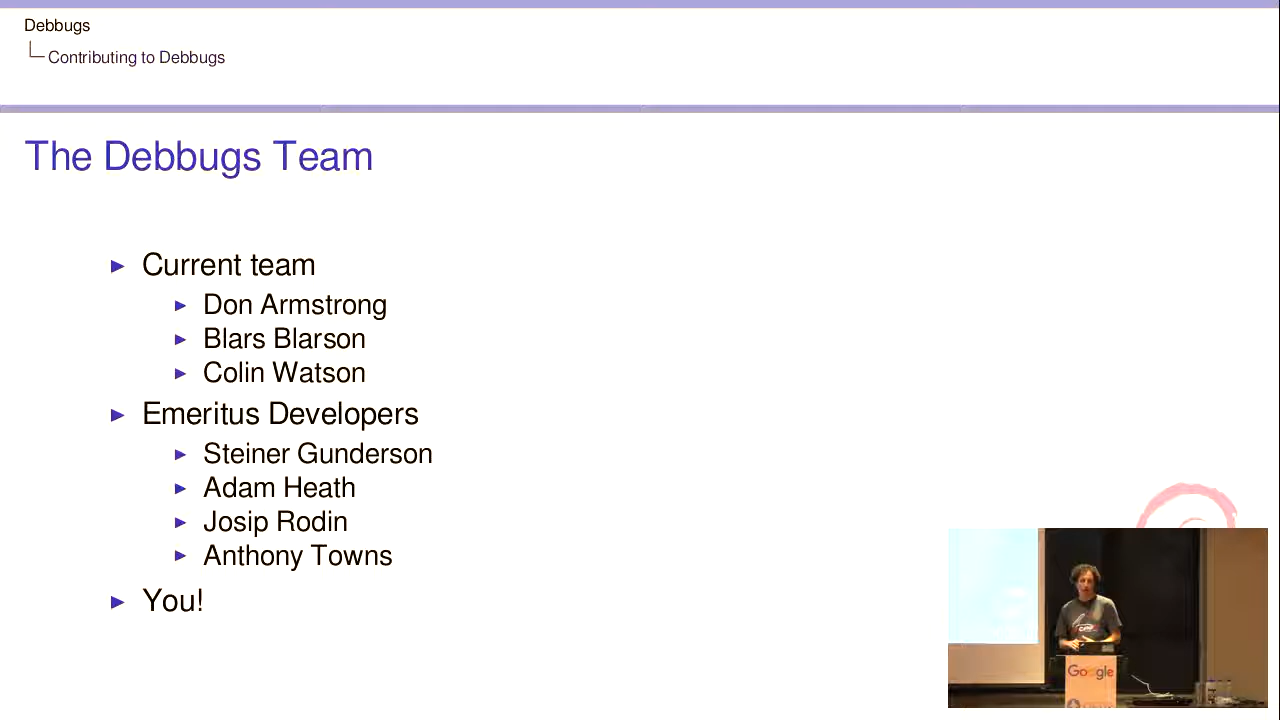 Debbugs
Contributing to Debbugs
The Debbugs Team
Current team
Don Armstrong
Blars Blarson
Colin Watson
Emeritus Developers
Steiner Gunderson
Adam Heath
Josip Rodin
Anthony Towns
You!
Google